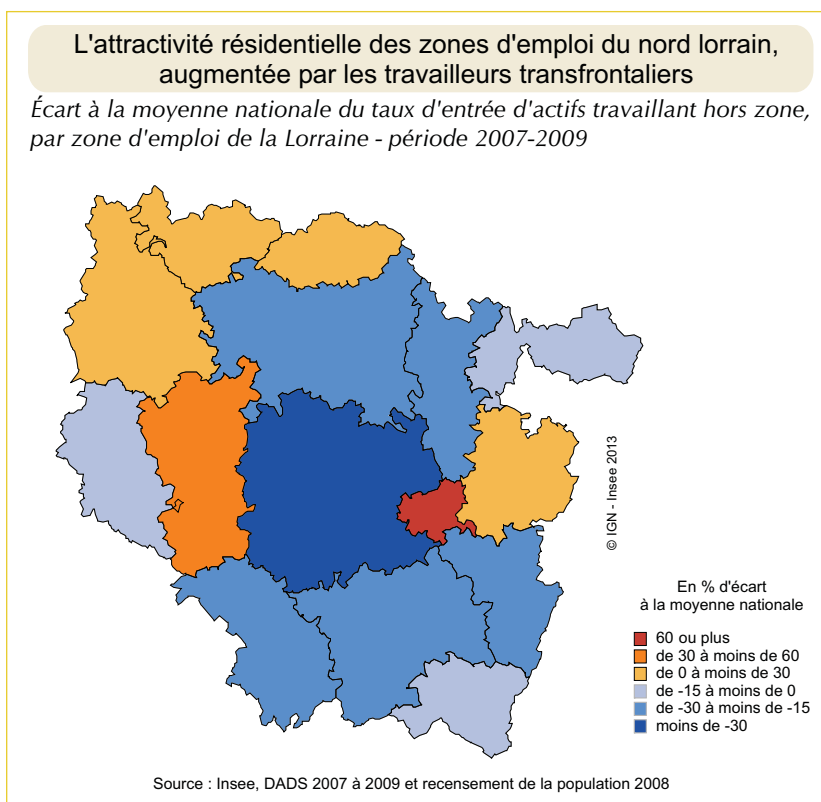 L'attractivité résidentielle des zones d'emploi du nord lorrain,
augmentée par les travailleurs transfrontaliers
Écart à la moyenne nationale du taux d'entrée d'actifs travaillant hors zone,
par zone d'emploi de la Lorraine - période 2007-2009
© IGN - Insee 2013
En % d'écart
à la moyenne nationale
60 ou plus
de 30 à moins de 60
de 0 à moins de 30
de -15 à moins de 0
de -30 à moins de -15
moins de -30
Source : Insee, DADS 2007 à 2009 et recensement de la population 2008